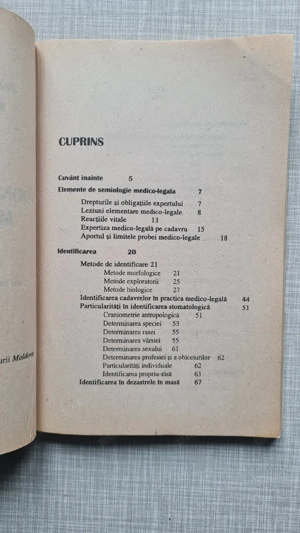 CUPRINS
Cuvânt înainte 5
Elemente de semiologie medico-legala 7
Drepturile și obligațiile expertului 7
Leziuni elementare medico-legale 8
Reacțiile vitale 13
Expertiza medico-legală pe cadavru 15
Aportul și limitele probei medico-legale 18
Identificarea 20
Metode de identificare 21
Metode morfologice 21
Metode exploratorii 25
Metode biologice 27
Identificarea cadavrelor în practica medico-legală 44
Particularități în identificarea stomatologică 51
Craniometrie antropologica 51
Determinarea speciei 53
Determinarea rasei 55
Determinarea vârstei 55
Determinarea sexului 61
Determinarea profesiei și a obiceiurilor 62
Particularități individuale 62
Identificarea propriu-zisă 63
Identificarea în dezastrele în masă 67
urii Moldova